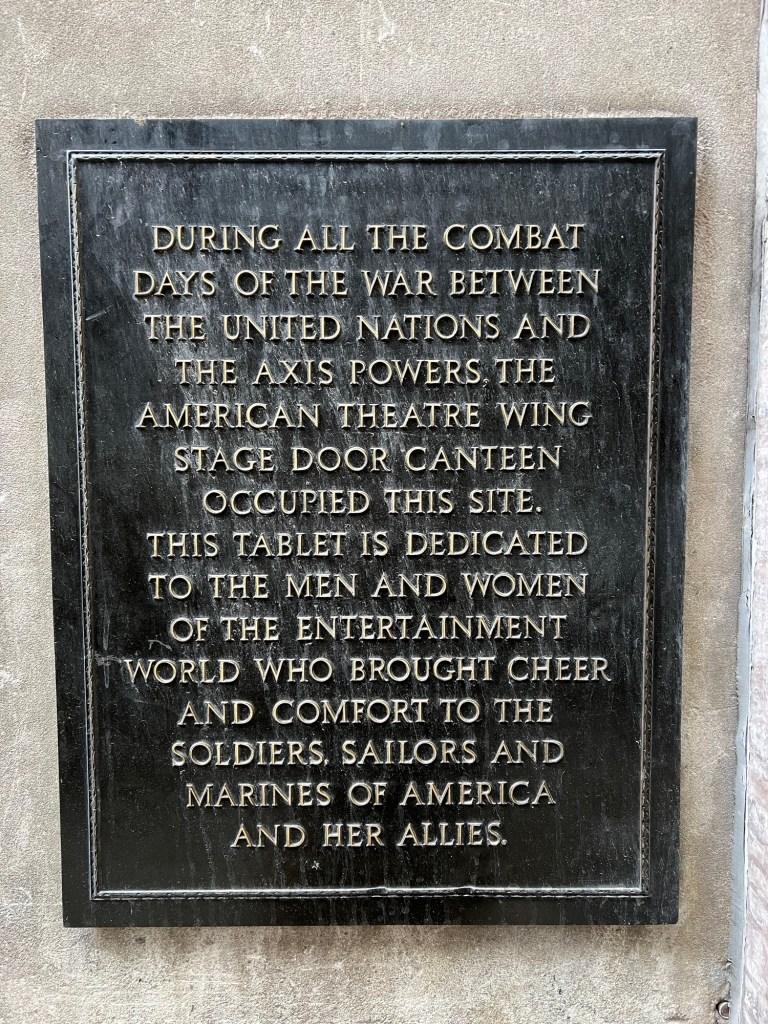 DURING ALL THE COMBAT
DAYS OF THE WAR BETWEEN
THE UNITED NATIONS AND
THE AXIS POWERS, THE
AMERICAN THEATRE WING
STAGE DOOR CANTEEN
OCCUPIED THIS SITE.
THIS TABLET IS DEDICATED
TO THE MEN AND WOMEN
OF THE ENTERTAINMENT
WORLD WHO BROUGHT CHEER
AND COMFORT TO THE
SOLDIERS, SAILORS AND
MARINES OF AMERICA
AND HER ALLIES.